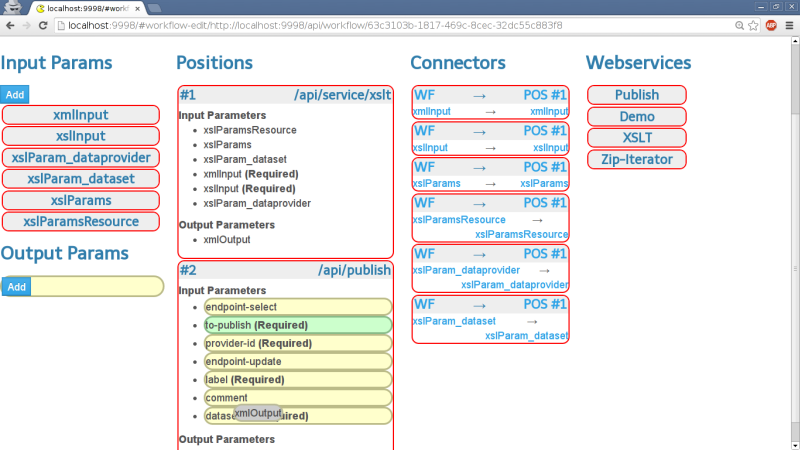 localhost:9998/#workf
localhost:9998/#workflow-edit/http://localhost:9998/api/workflow/63c3103b-1817-469c-8cec-32dc55c883f8
ABP
Input Params
Add
xmlInput
xslInput
xslParam_dataprovider
xslParam_dataset
xslParams
xslParamsResource
Output Params
Add
Positions
#1 /api/service/xslt
Input Parameters
xslParamsResource
xslParams
xslParam_dataset
xmlInput (Required)
xslInput (Required)
xslParam_dataprovider
Output Parameters
xmlOutput
#2 /api/publish
Input Parameters
endpoint-select
to-publish (Required)
provider-id (Required)
endpoint-update
label (Required)
comment
xmlOutput
Output Parameters
Connectors
WF → POS #1
xmlInput → xmlInput
WF → POS #1
xslInput → xslInput
WF → POS #1
xslParams → xslParams
WF → POS #1
xslParamsResource →
xslParamsResource
WF → POS #1
xslParam_dataprovider →
xslParam_dataprovider
WF → POS #1
xslParam_dataset →
xslParam_dataset
Webservices
Publish
Demo
XSLT
Zip-Iterator